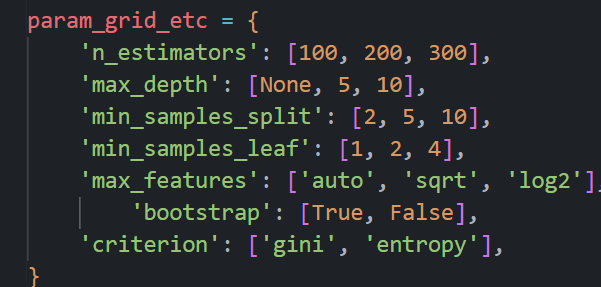 param_grid_etc = {
    'n_estimators': [100, 200, 300],
    'max_depth': [None, 5, 10],
    'min_samples_split': [2, 5, 10],
    'min_samples_leaf': [1, 2, 4],
    'max_features': ['auto', 'sqrt', 'log2'],
        'bootstrap': [True, False],
    'criterion': ['gini', 'entropy'],
}